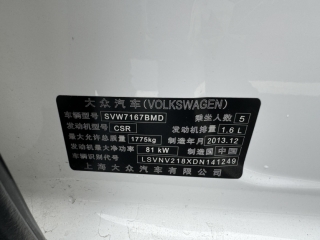 大众汽车(VOLKSWAGEN)
车辆型号 SVW7167BMD 乘坐人数 5
发动机型号 CSR 发动机排量 1.6 L
最大允许总质量 1775kg 制造年月 2013.12
发动机最大净功率 81 kW 制造国 中国
车辆识别代号 LSVNV218XDN141249
上海大众汽车有限公司